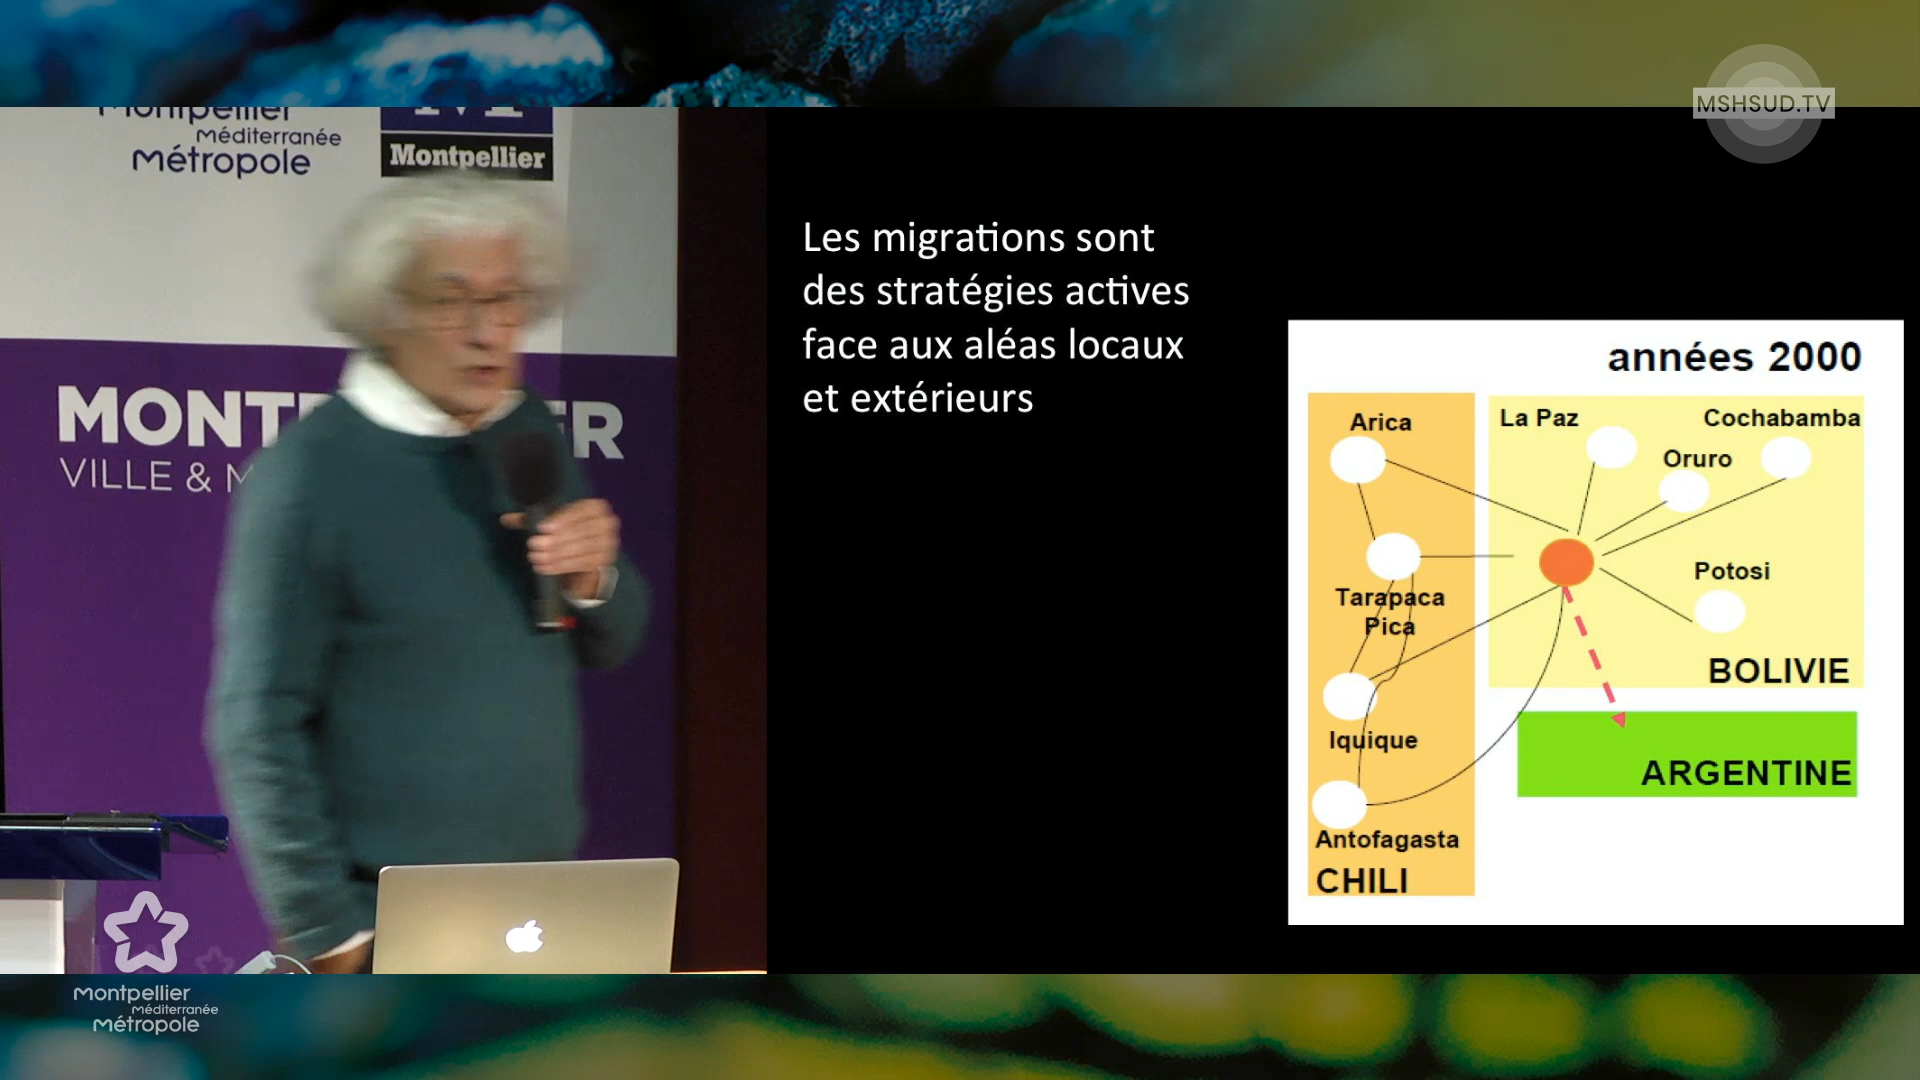 MSHSUD.TV
Montpellier
méditerranée
métropole
Montpellier
MONT
ER
VILLE &
Les migrations sont
des stratégies actives
face aux aléas locaux
et extérieurs
années 2000
Arica
La Paz
Cochabamba
Oruro
Potosi
Tarapaca
Pica
BOLIVIE
Iquique
ARGENTINE
Antofagasta
CHILI
montpellier
méditerranée
métropole